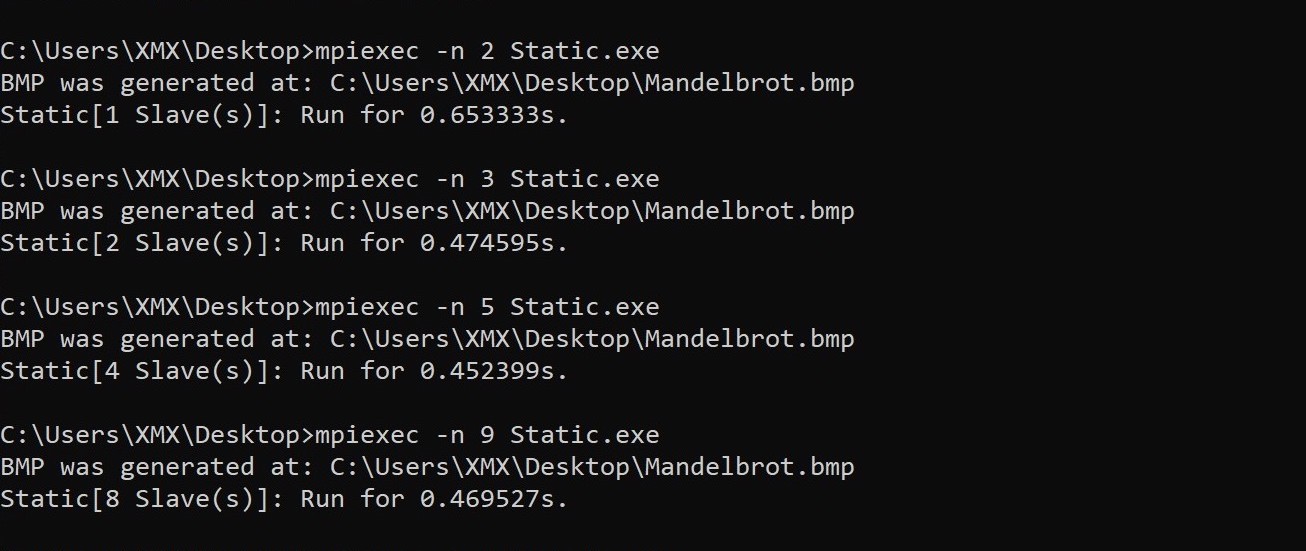 C:\Users\XMX\Desktop>mpiexec -n 2 Static.exe
BMP was generated at: C:\Users\XMX\Desktop\Mandelbrot.bmp
Static[1 Slave(s)]: Run for 0.653333s.
C:\Users\XMX\Desktop>mpiexec -n 3 Static.exe
BMP was generated at: C:\Users\XMX\Desktop\Mandelbrot.bmp
Static[2 Slave(s)]: Run for 0.474595s.
C:\Users\XMX\Desktop>mpiexec -n 5 Static.exe
BMP was generated at: C:\Users\XMX\Desktop\Mandelbrot.bmp
Static[4 Slave(s)]: Run for 0.452399s.
C:\Users\XMX\Desktop>mpiexec -n 9 Static.exe
BMP was generated at: C:\Users\XMX\Desktop\Mandelbrot.bmp
Static[8 Slave(s)]: Run for 0.469527s.